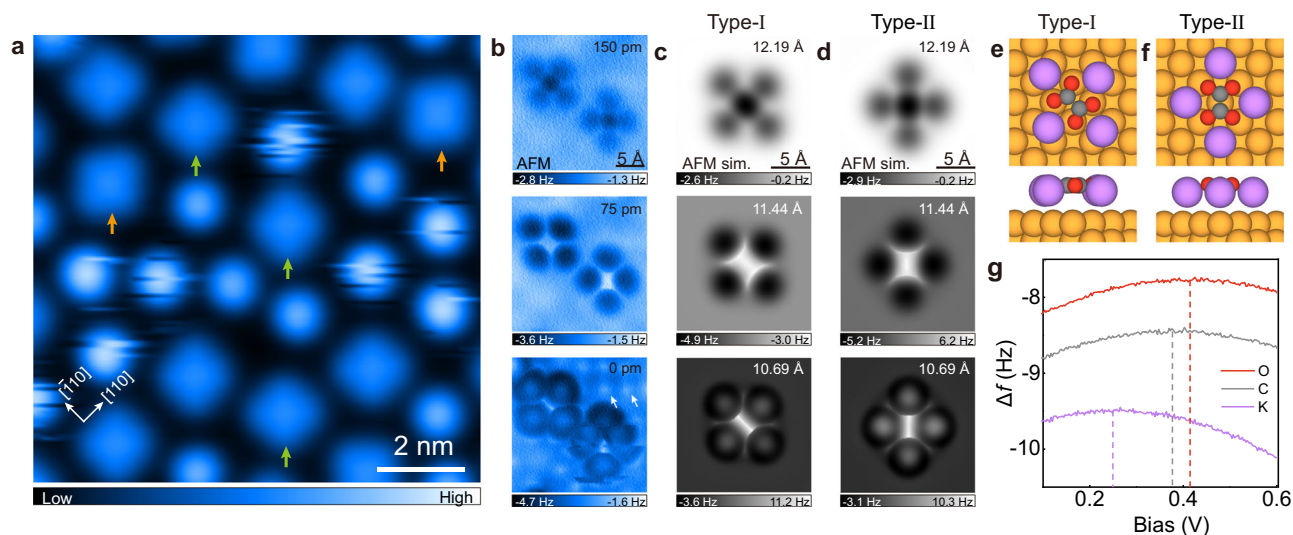 a
[1̄10]
[110]
2 nm
Low
High
b
150 pm
AFM
5 Å
-2.8 Hz
-1.3 Hz
75 pm
-3.6 Hz
-1.5 Hz
0 pm
-4.7 Hz
-1.6 Hz
Type-I
c
12.19 Å
AFM sim.
5 Å
-2.6 Hz
-0.2 Hz
11.44 Å
-4.9 Hz
-3.0 Hz
10.69 Å
-3.6 Hz
11.2 Hz
Type-II
d
12.19 Å
AFM sim.
5 Å
-2.9 Hz
-0.2 Hz
11.44 Å
-5.2 Hz
6.2 Hz
10.69 Å
-3.1 Hz
10.3 Hz
Type-I
e
Type-II
f
g
-8
-9
-10
Δf (Hz)
O
C
K
0.2
0.4
0.6
Bias (V)